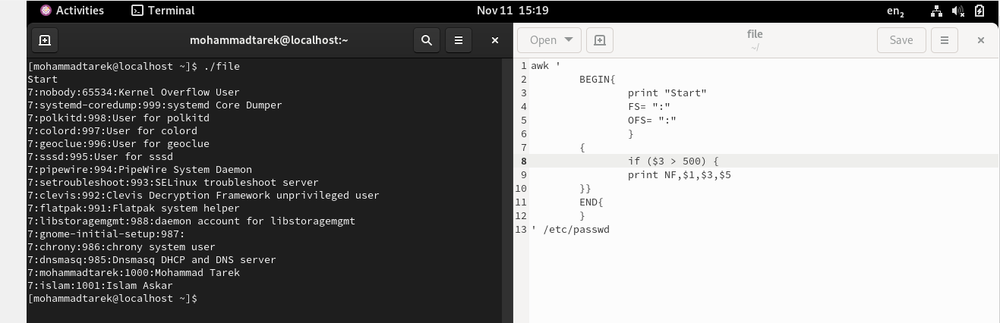 Activities Terminal Nov 11 15:19 en2
mohammadtarek@localhost:~
[mohammadtarek@localhost ~]$ ./file
Start
7:nobody:65534:Kernel Overflow User
7:systemd-coredump:999:systemd Core Dumper
7:polkitd:998:User for polkitd
7:colord:997:User for colord
7:geoclue:996:User for geoclue
7:sssd:995:User for sssd
7:pipewire:994:PipeWire System Daemon
7:setroubleshoot:993:SELinux troubleshoot server
7:clevis:992:Clevis Decryption Framework unprivileged user
7:flatpak:991:Flatpak system helper
7:libstoragemgmt:988:daemon account for libstoragemgmt
7:gnome-initial-setup:987:
7:chrony:986:chrony system user
7:dnsmasq:985:Dnsmasq DHCP and DNS server
7:mohammadtarek:1000:Mohammad Tarek
7:islam:1001:Islam Askar
[mohammadtarek@localhost ~]$
Open file Save
~/
1 awk '
2 BEGIN{
3 print "Start"
4 FS= ":"
5 OFS= ":"
6 }
7 {
8 if ($3 > 500) {
9 print NF,$1,$3,$5
10 }}
11 END{
12 }
13 ' /etc/passwd